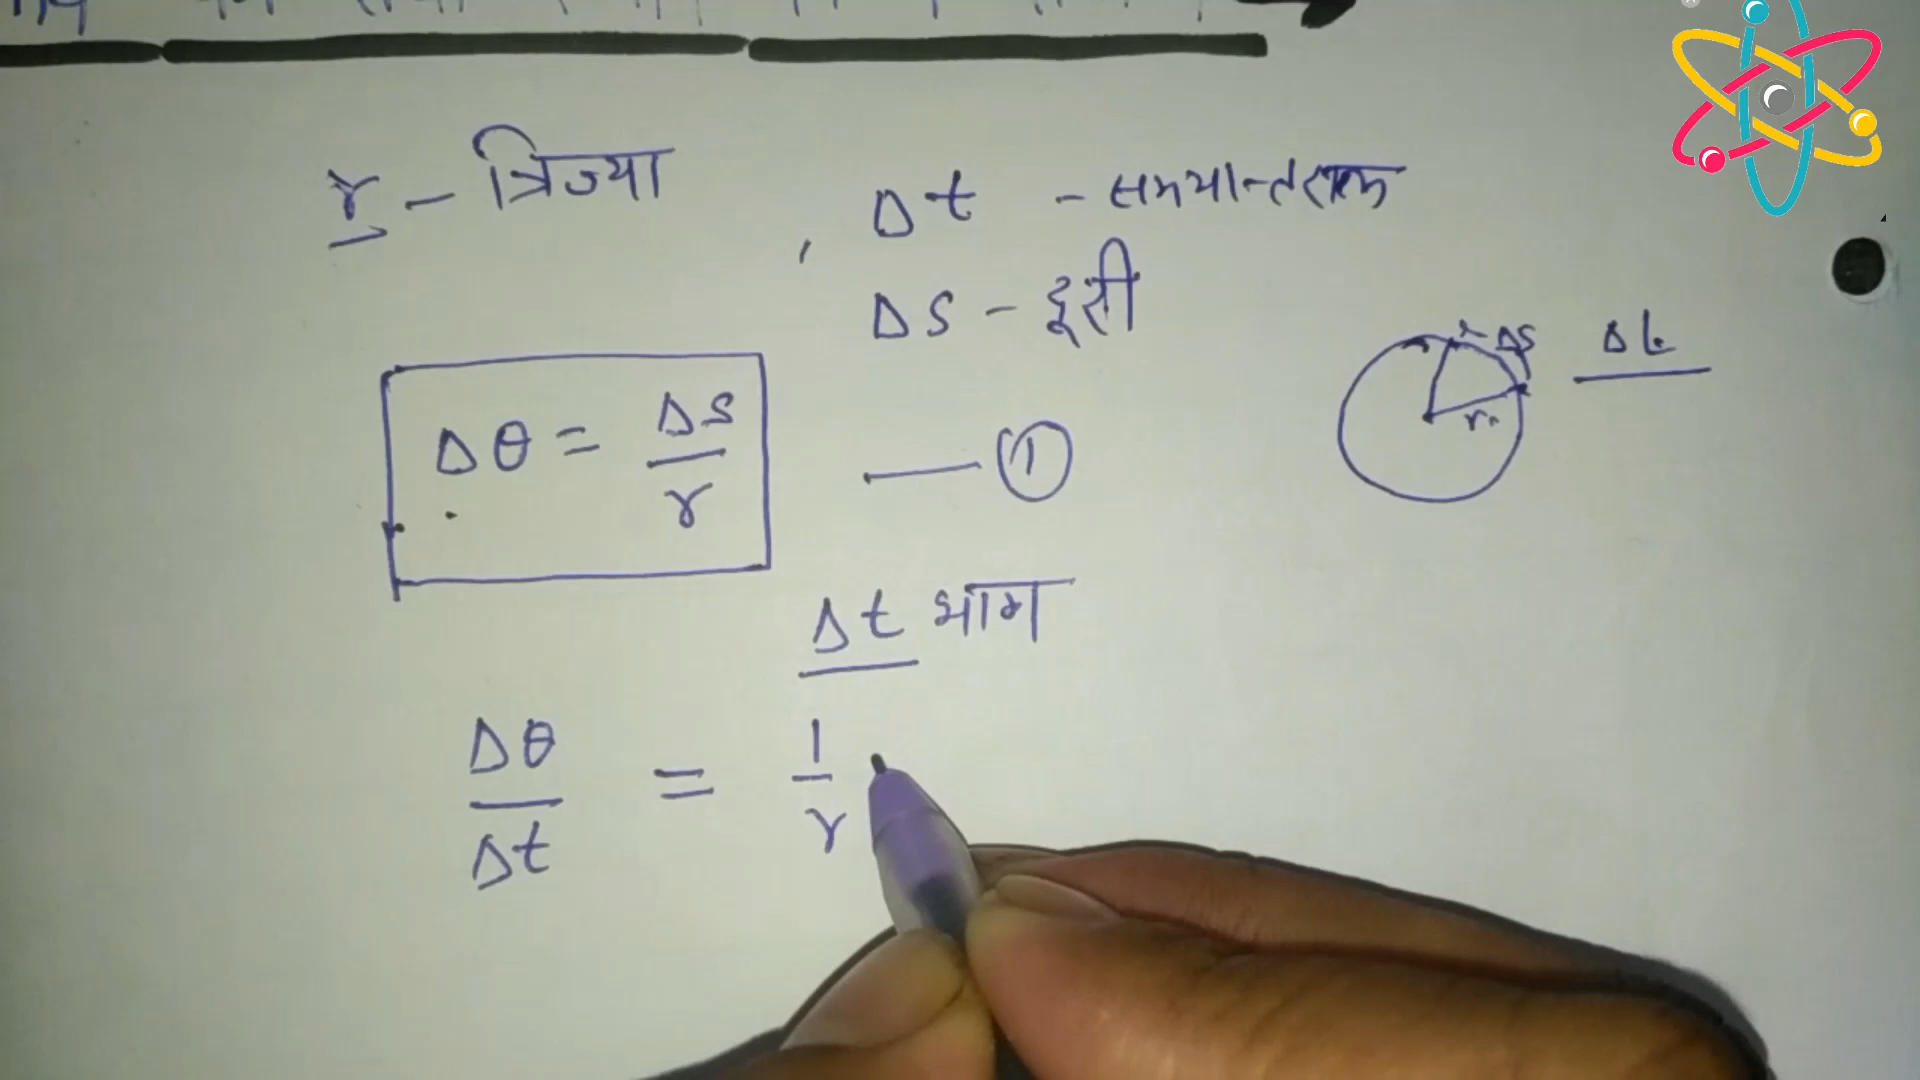 r - त्रिज्या , Δt - समयान्तराल
Δs - दूरी
Δs Δt
r
Δθ = Δs/r —— ①
Δt भाग
Δθ/Δt = 1/r